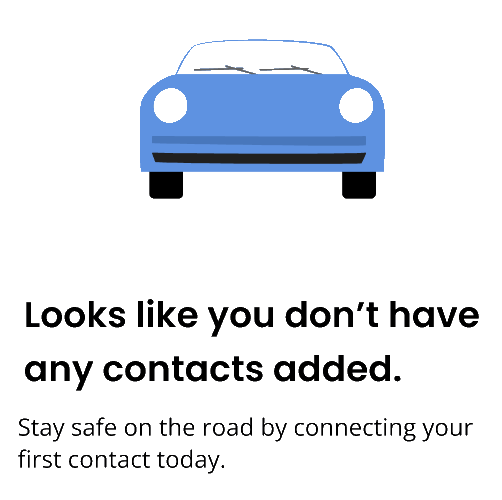 Looks like you don’t have
any contacts added.
Stay safe on the road by connecting your
first contact today.